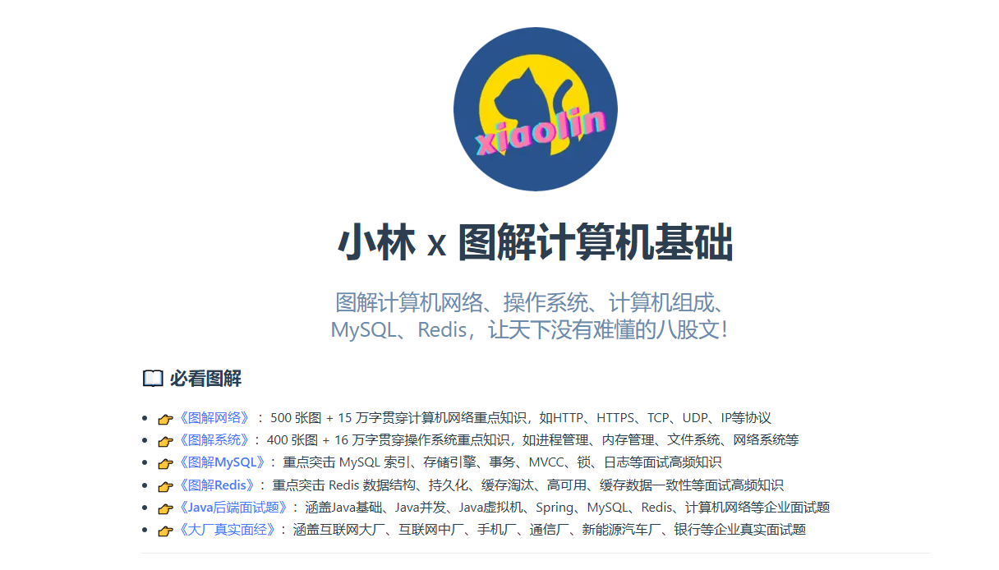 xiaolin
小林 x 图解计算机基础
图解计算机网络、操作系统、计算机组成、
MySQL、Redis，让天下没有难懂的八股文！
📖 必看图解
• 👉《图解网络》 ：500 张图 + 15 万字贯穿计算机网络重点知识，如HTTP、HTTPS、TCP、UDP、IP等协议
• 👉《图解系统》：400 张图 + 16 万字贯穿操作系统重点知识，如进程管理、内存管理、文件系统、网络系统等
• 👉《图解MySQL》：重点突击 MySQL 索引、存储引擎、事务、MVCC、锁、日志等面试高频知识
• 👉《图解Redis》：重点突击 Redis 数据结构、持久化、缓存淘汰、高可用、缓存数据一致性等面试高频知识
• 👉《Java后端面试题》：涵盖Java基础、Java并发、Java虚拟机、Spring、MySQL、Redis、计算机网络等企业面试题
• 👉《大厂真实面经》：涵盖互联网大厂、互联网中厂、手机厂、通信厂、新能源汽车厂、银行等企业真实面试题